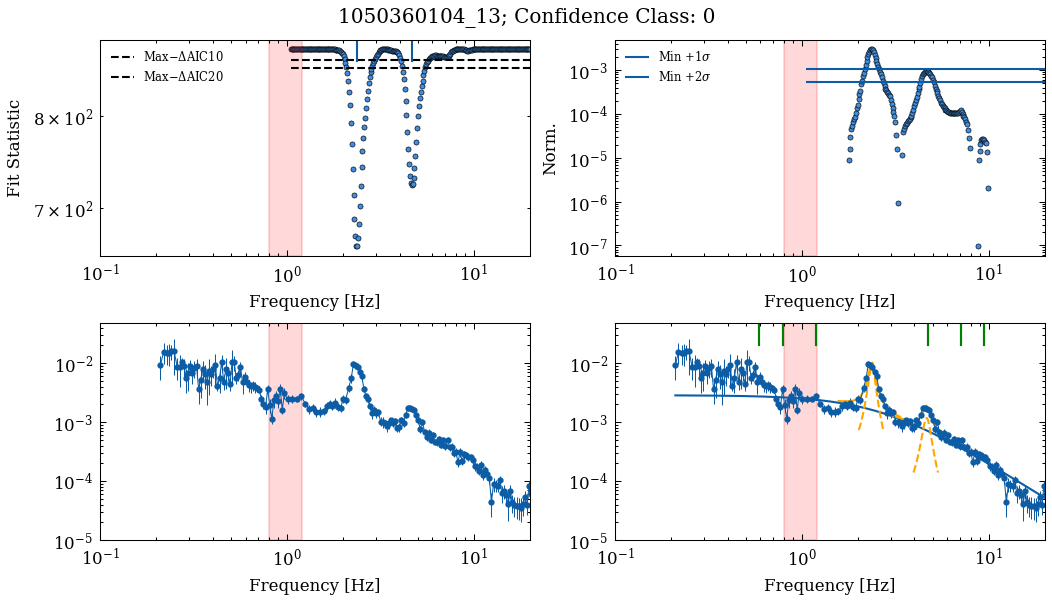 1050360104_13; Confidence Class: 0
Max−ΔAIC10
Max−ΔAIC20
8 × 10²
7 × 10²
Fit Statistic
10⁻¹ 10⁰ 10¹
Frequency [Hz]
Min +1σ
Min +2σ
10⁻³
10⁻⁴
10⁻⁵
10⁻⁶
10⁻⁷
Norm.
10⁻¹ 10⁰ 10¹
Frequency [Hz]
10⁻²
10⁻³
10⁻⁴
10⁻⁵
10⁻¹ 10⁰ 10¹
Frequency [Hz]
10⁻²
10⁻³
10⁻⁴
10⁻⁵
10⁻¹ 10⁰ 10¹
Frequency [Hz]